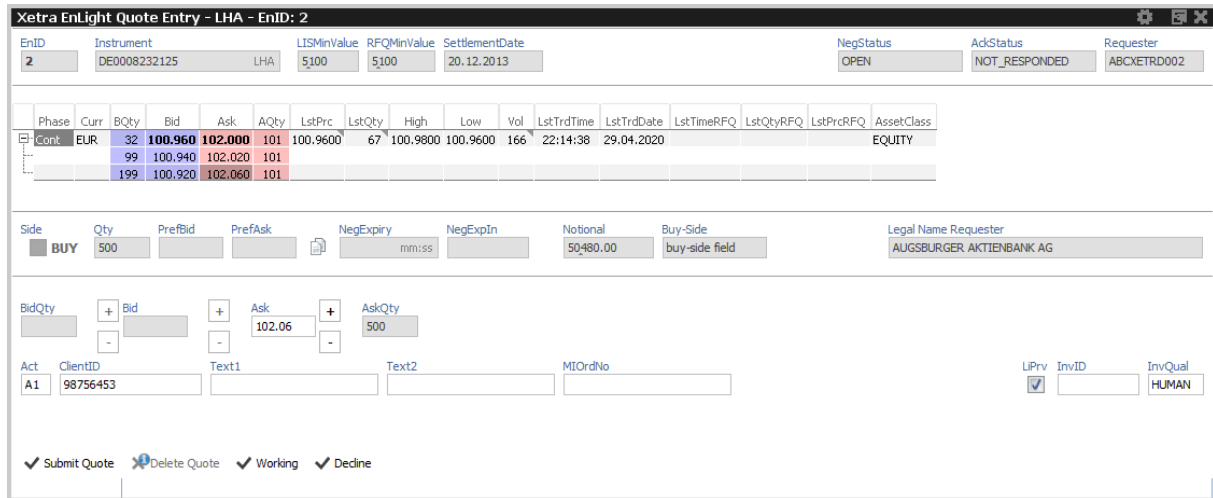 Xetra EnLight Quote Entry - LHA - EnID: 2
EnID Instrument LISMinValue RFQMinValue SettlementDate NegStatus AckStatus Requester
2 DE0008232125 LHA 5,100 5,100 20.12.2013 OPEN NOT_RESPONDED ABCXETRD002
Phase Curr BQty Bid Ask AQty LstPrc LstQty High Low Vol LstTrdTime LstTrdDate LstTimeRFQ LstQtyRFQ LstPrcRFQ AssetClass
Cont EUR 32 100.960 102.000 101 100.9600 67 100.9800 100.9600 166 22:14:38 29.04.2020 EQUITY
99 100.940 102.020 101
199 100.920 102.060 101
Side Qty PrefBid PrefAsk NegExpiry NegExpIn Notional Buy-Side Legal Name Requester
BUY 500 mm:ss 50,480.00 buy-side field AUGSBURGER AKTIENBANK AG
BidQty + Bid + Ask + AskQty
102.06 500
- - -
Act ClientID Text1 Text2 MIOrdNo LiPrv InvID InvQual
A1 98756453 HUMAN
Submit Quote Delete Quote Working Decline